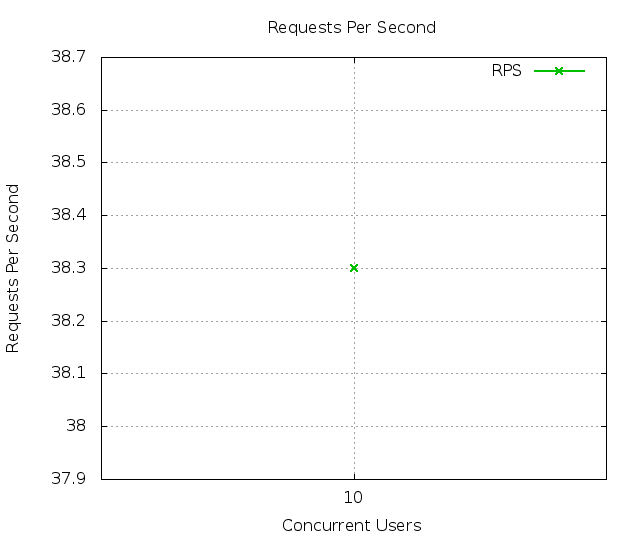 Requests Per Second
38.7
38.6
38.5
38.4
38.3
38.2
38.1
38
37.9
Requests Per Second
RPS
10
Concurrent Users